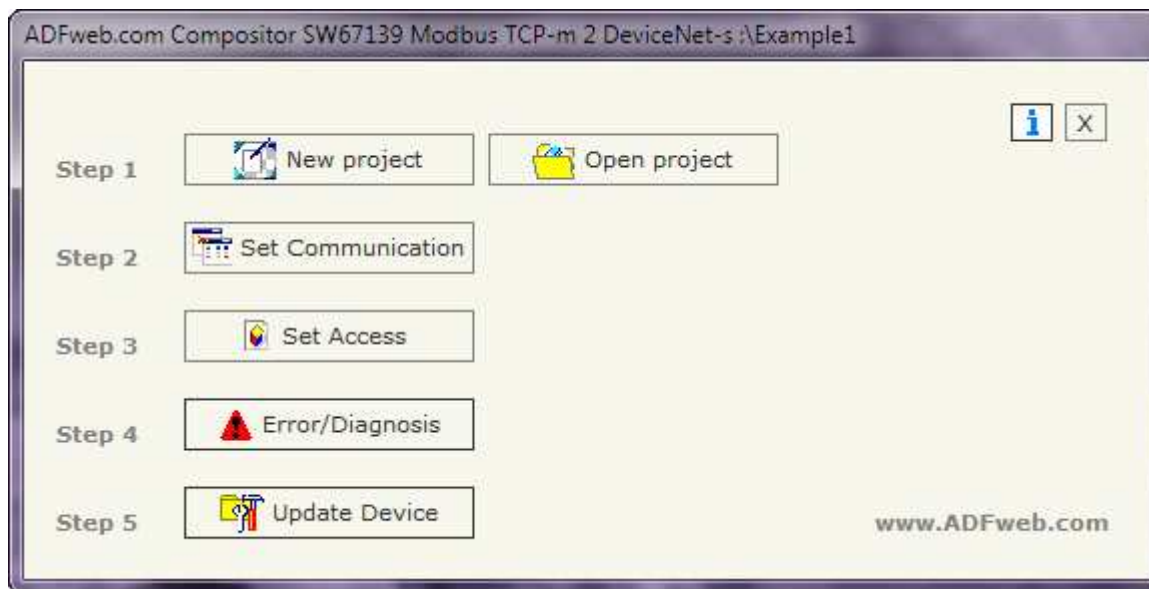 ADFweb.com Compositor SW67139 Modbus TCP-m 2 DeviceNet-s :\Example1
i X
Step 1 New project Open project
Step 2 Set Communication
Step 3 Set Access
Step 4 Error/Diagnosis
Step 5 Update Device
www.ADFweb.com